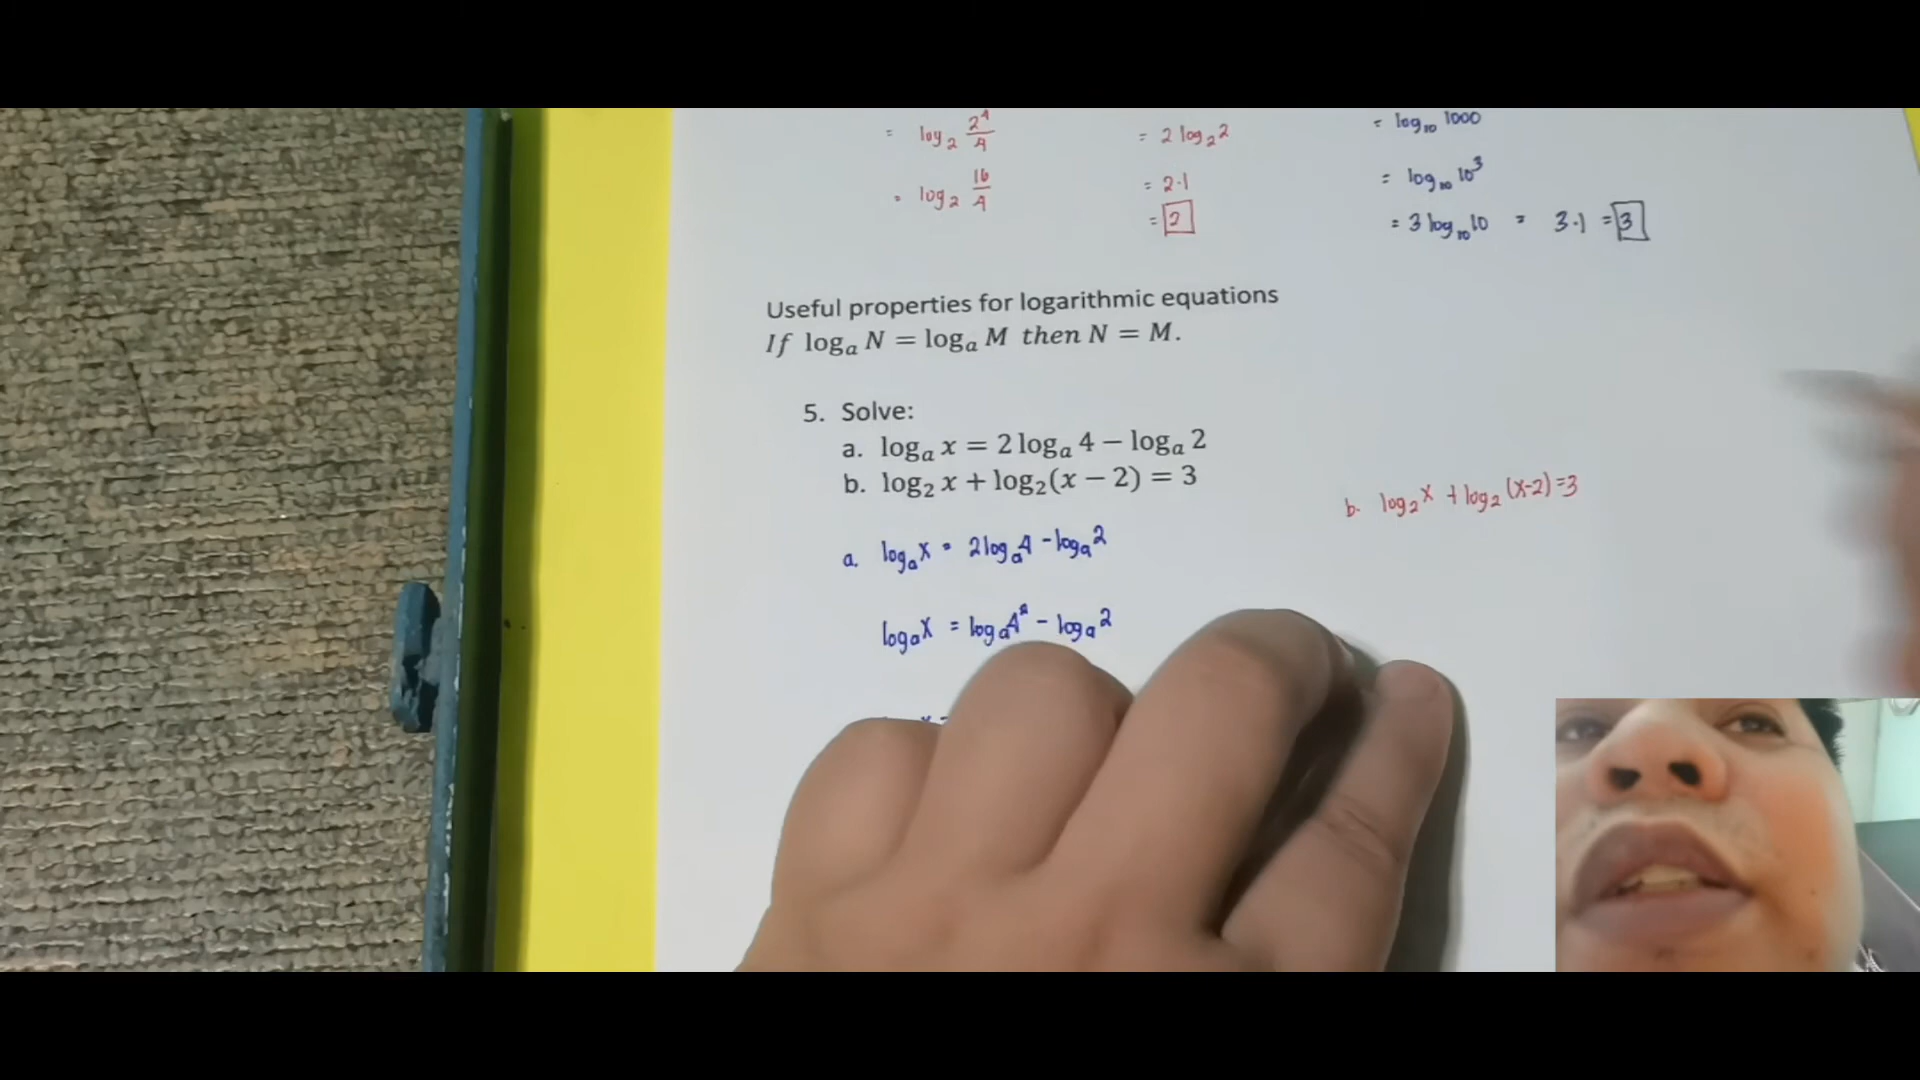 = log₂ 2⁴/4
= log₂ 16/4
= 2 log₂ 2
= 2·1
= 2
= log₁₀ 1000
= log₁₀ 10³
= 3 log₁₀ 10 = 3·1 = 3
Useful properties for logarithmic equations
If logₐ N = logₐ M then N = M.
5. Solve:
a. logₐ x = 2 logₐ 4 − logₐ 2
b. log₂ x + log₂(x − 2) = 3
a. logₐ x = 2 logₐ 4 - logₐ 2
logₐ x = logₐ 4² - logₐ 2
b. log₂ x + log₂ (x-2) = 3